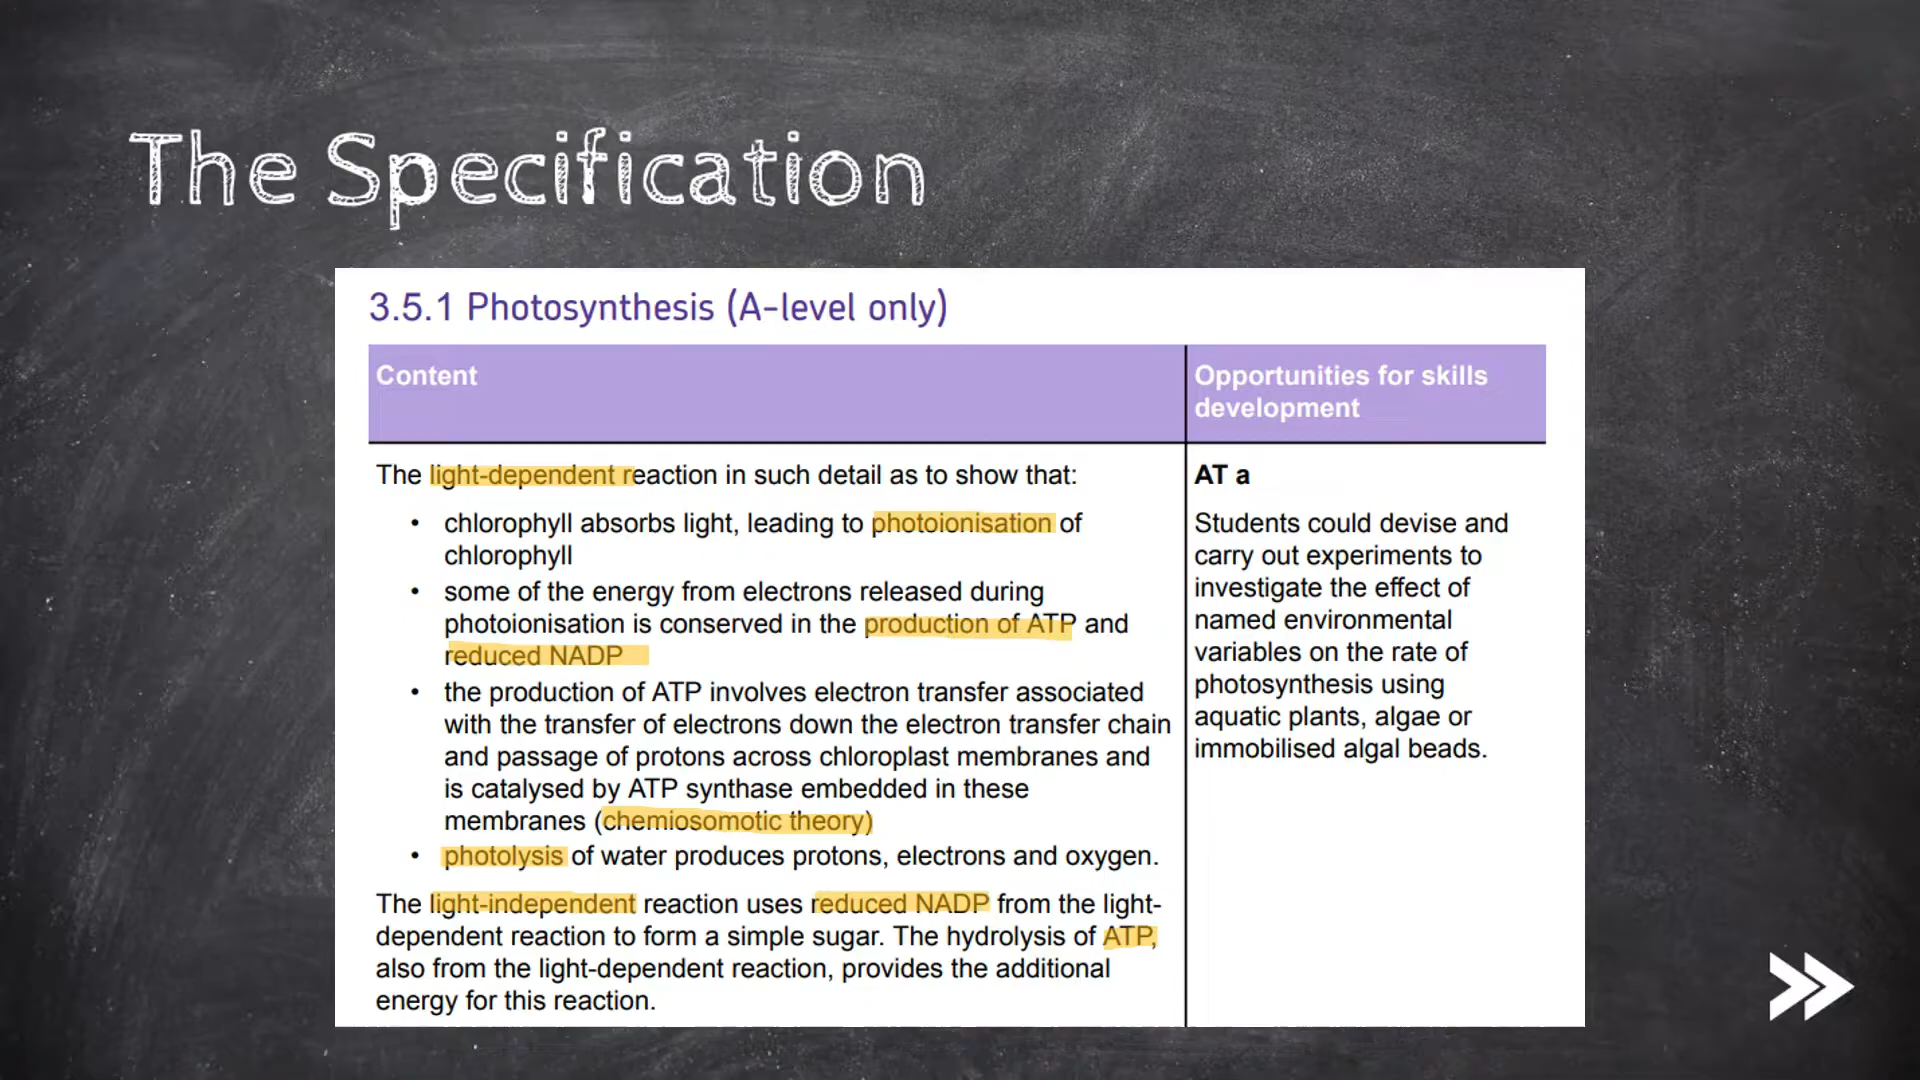 The Specification
3.5.1 Photosynthesis (A-level only)
Content
Opportunities for skills
development
The light-dependent reaction in such detail as to show that:
• chlorophyll absorbs light, leading to photoionisation of
chlorophyll
• some of the energy from electrons released during
photoionisation is conserved in the production of ATP and
reduced NADP
• the production of ATP involves electron transfer associated
with the transfer of electrons down the electron transfer chain
and passage of protons across chloroplast membranes and
is catalysed by ATP synthase embedded in these
membranes (chemiosomotic theory)
• photolysis of water produces protons, electrons and oxygen.
The light-independent reaction uses reduced NADP from the light-
dependent reaction to form a simple sugar. The hydrolysis of ATP,
also from the light-dependent reaction, provides the additional
energy for this reaction.
AT a
Students could devise and
carry out experiments to
investigate the effect of
named environmental
variables on the rate of
photosynthesis using
aquatic plants, algae or
immobilised algal beads.